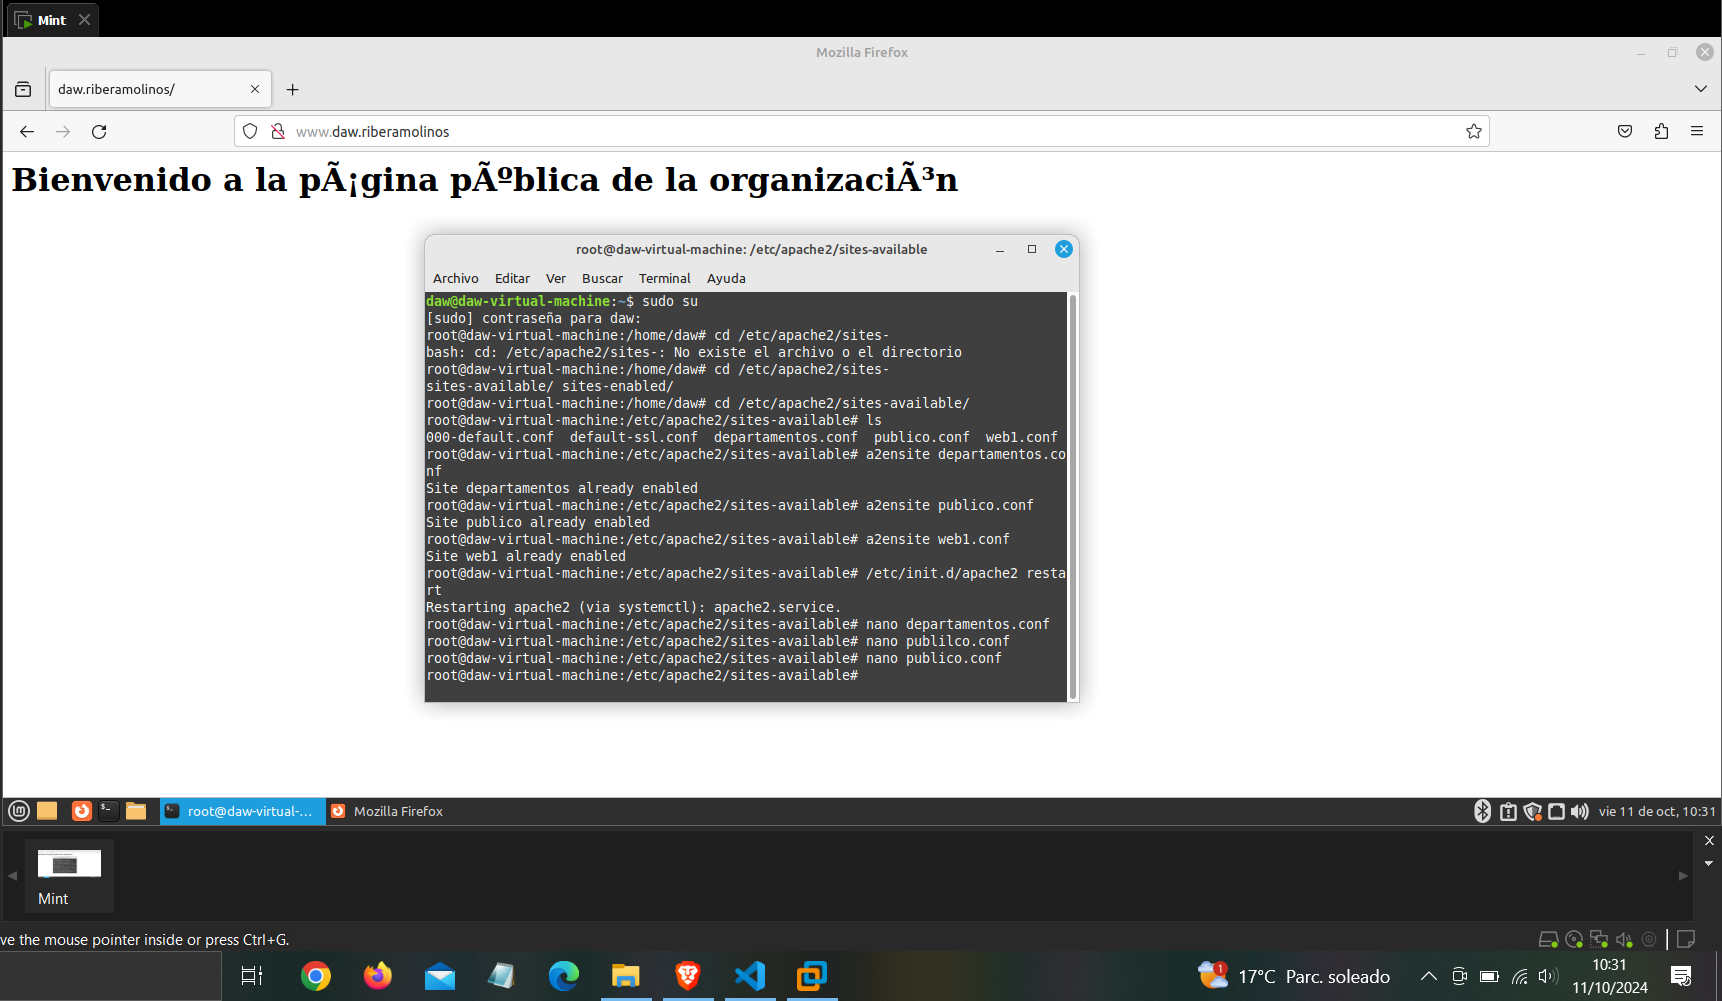 Mint
Mozilla Firefox
daw.riberamolinos/
www.daw.riberamolinos
Bienvenido a la pÃ¡gina pÃºblica de la organizaciÃ³n
root@daw-virtual-machine: /etc/apache2/sites-available
Archivo Editar Ver Buscar Terminal Ayuda
daw@daw-virtual-machine:~$ sudo su
[sudo] contraseña para daw:
root@daw-virtual-machine:/home/daw# cd /etc/apache2/sites-
bash: cd: /etc/apache2/sites-: No existe el archivo o el directorio
root@daw-virtual-machine:/home/daw# cd /etc/apache2/sites-
sites-available/ sites-enabled/
root@daw-virtual-machine:/home/daw# cd /etc/apache2/sites-available/
root@daw-virtual-machine:/etc/apache2/sites-available# ls
000-default.conf  default-ssl.conf  departamentos.conf  publico.conf  web1.conf
root@daw-virtual-machine:/etc/apache2/sites-available# a2ensite departamentos.co
nf
Site departamentos already enabled
root@daw-virtual-machine:/etc/apache2/sites-available# a2ensite publico.conf
Site publico already enabled
root@daw-virtual-machine:/etc/apache2/sites-available# a2ensite web1.conf
Site web1 already enabled
root@daw-virtual-machine:/etc/apache2/sites-available# /etc/init.d/apache2 resta
rt
Restarting apache2 (via systemctl): apache2.service.
root@daw-virtual-machine:/etc/apache2/sites-available# nano departamentos.conf
root@daw-virtual-machine:/etc/apache2/sites-available# nano publilco.conf
root@daw-virtual-machine:/etc/apache2/sites-available# nano publico.conf
root@daw-virtual-machine:/etc/apache2/sites-available#
root@daw-virtual-... Mozilla Firefox vie 11 de oct, 10:31
Mint
ve the mouse pointer inside or press Ctrl+G.
1 17°C Parc. soleado 10:31
11/10/2024